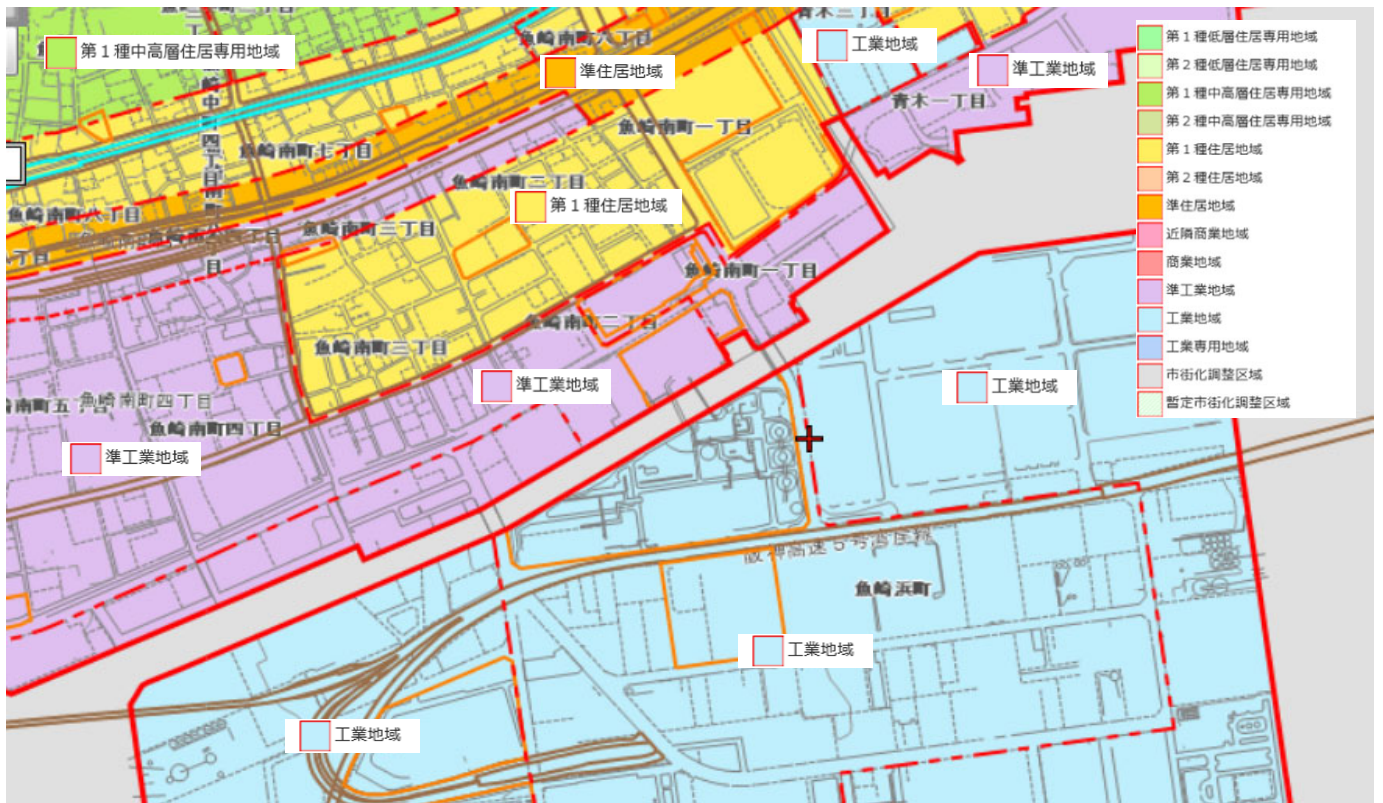 第１種中高層住居専用地域
魚崎南町六丁目
準住居地域
工業地域
準工業地域
青木一丁目
魚崎南町一丁目
魚崎南町七丁目
魚崎南町二丁目
第１種住居地域
魚崎南町八丁目
魚崎南町三丁目
魚崎南町一丁目
魚崎南町二丁目
魚崎南町三丁目
準工業地域
工業地域
魚崎南町四丁目
魚崎南町四丁目
準工業地域
阪神高速５号湾岸線
魚崎浜町
工業地域
工業地域
第１種低層住居専用地域
第２種低層住居専用地域
第１種中高層住居専用地域
第２種中高層住居専用地域
第１種住居地域
第２種住居地域
準住居地域
近隣商業地域
商業地域
準工業地域
工業地域
工業専用地域
市街化調整区域
暫定市街化調整区域